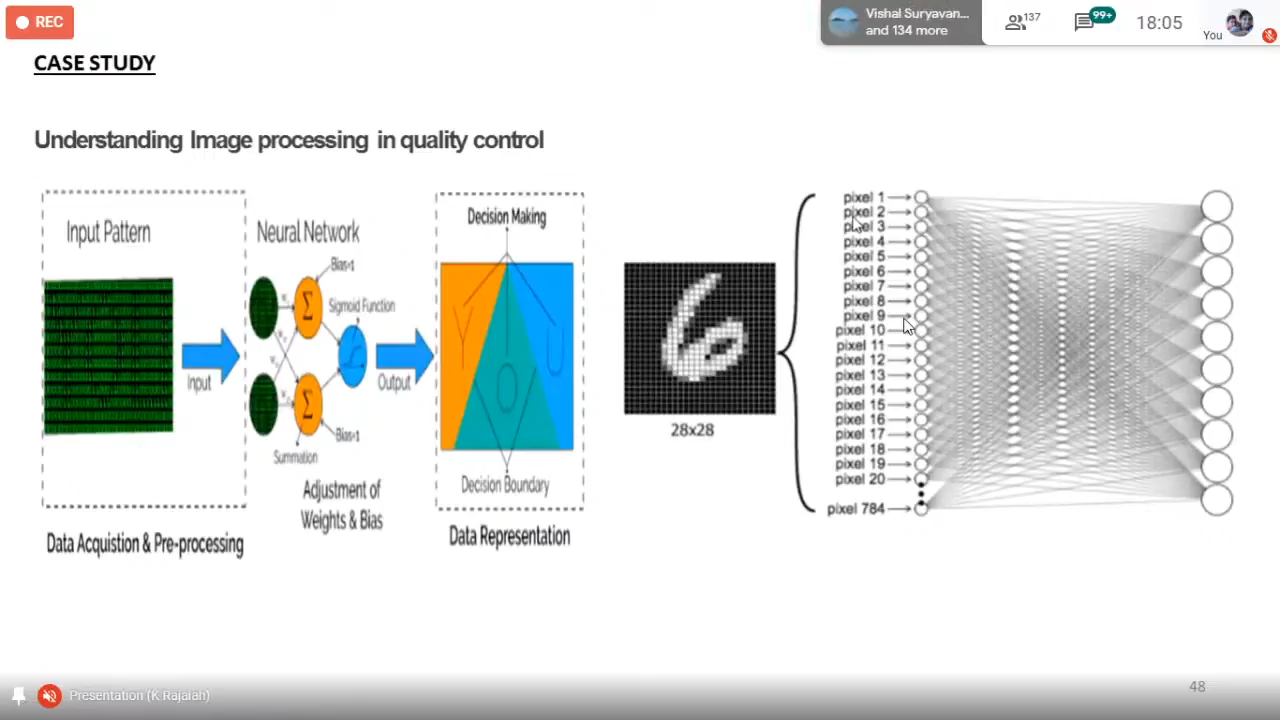 REC
Vishal Suryavan...
and 134 more
137
99+
18:05
You
CASE STUDY
Understanding Image processing in quality control
Input Pattern
Input
Data Acquistion & Pre-processing
Neural Network
Bias=1
Sigmoid Function
Σ
Σ
Bias=1
Summation
Adjustment of
Weights & Bias
Output
Decision Making
Y
O
U
Decision Boundary
Data Representation
6
28x28
pixel 1
pixel 2
pixel 3
pixel 4
pixel 5
pixel 6
pixel 7
pixel 8
pixel 9
pixel 10
pixel 11
pixel 12
pixel 13
pixel 14
pixel 15
pixel 16
pixel 17
pixel 18
pixel 19
pixel 20
pixel 784
Presentation (K Rajaiah)
48